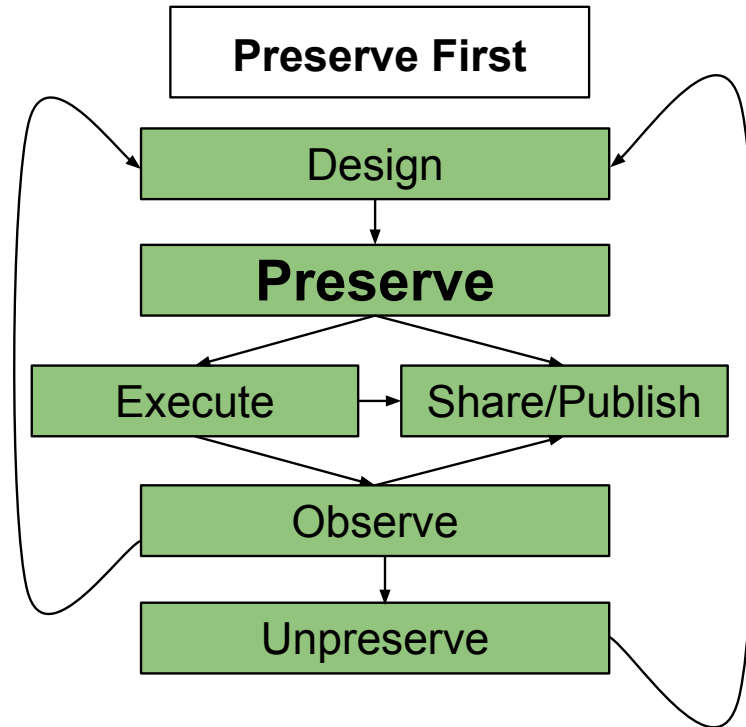 Preserve First
Design
Preserve
Execute
Share/Publish
Observe
Unpreserve